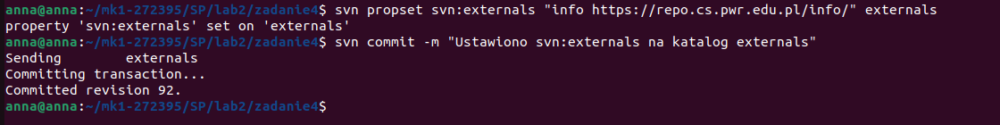 anna@anna:~/mk1-272395/SP/lab2/zadanie4$ svn propset svn:externals "info https://repo.cs.pwr.edu.pl/info/" externals
property 'svn:externals' set on 'externals'
anna@anna:~/mk1-272395/SP/lab2/zadanie4$ svn commit -m "Ustawiono svn:externals na katalog externals"
Sending        externals
Committing transaction...
Committed revision 92.
anna@anna:~/mk1-272395/SP/lab2/zadanie4$